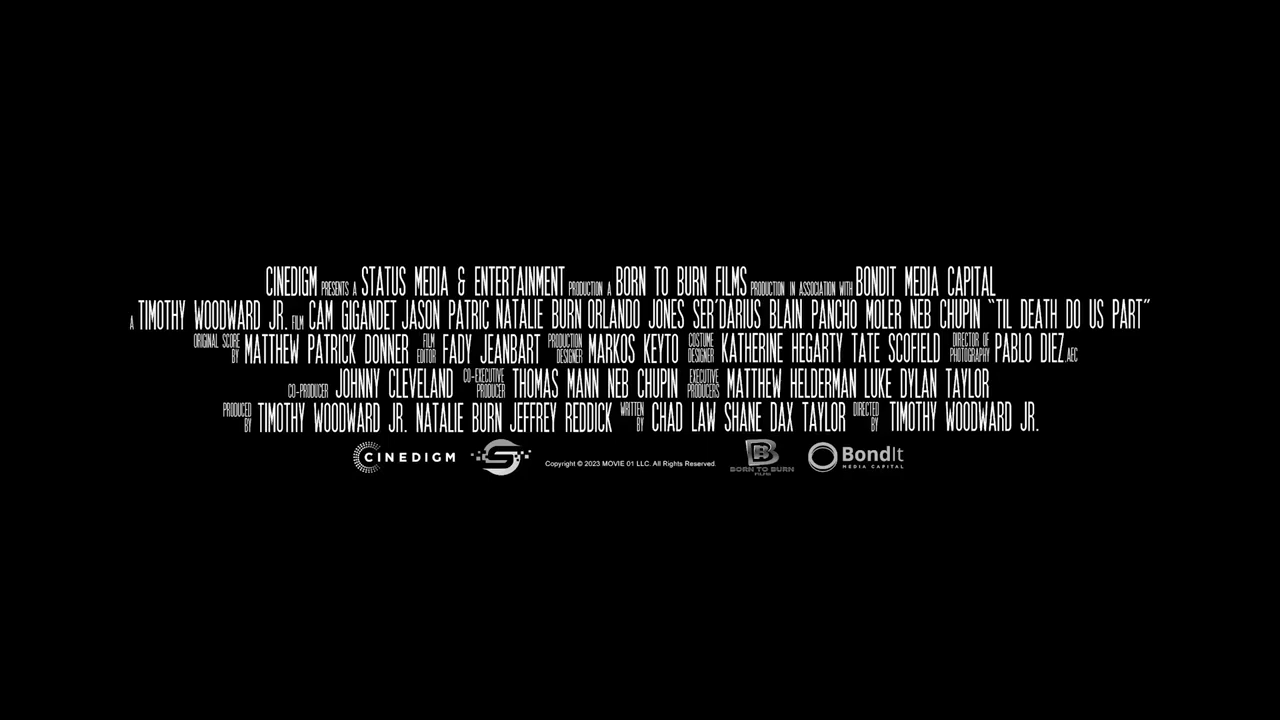 CINEDIGM PRESENTS A STATUS MEDIA & ENTERTAINMENT PRODUCTION A BORN TO BURN FILMS PRODUCTION IN ASSOCIATION WITH BONDIT MEDIA CAPITAL
A TIMOTHY WOODWARD JR. FILM CAM GIGANDET JASON PATRIC NATALIE BURN ORLANDO JONES SER'DARIUS BLAIN PANCHO MOLER NEB CHUPIN “TIL DEATH DO US PART”
ORIGINAL SCORE BY MATTHEW PATRICK DONNER FILM EDITOR FADY JEANBART PRODUCTION DESIGNER MARKOS KEYTO COSTUME DESIGNER KATHERINE HEGARTY TATE SCOFIELD DIRECTOR OF PHOTOGRAPHY PABLO DIEZ, AEC
CO-PRODUCER JOHNNY CLEVELAND CO-EXECUTIVE PRODUCER THOMAS MANN NEB CHUPIN EXECUTIVE PRODUCERS MATTHEW HELDERMAN LUKE DYLAN TAYLOR
PRODUCED BY TIMOTHY WOODWARD JR. NATALIE BURN JEFFREY REDDICK WRITTEN BY CHAD LAW SHANE DAX TAYLOR DIRECTED BY TIMOTHY WOODWARD JR.
CINEDIGM S Copyright © 2023 MOVIE 01 LLC. All Rights Reserved. B BORN TO BURN FILMS BondIt MEDIA CAPITAL